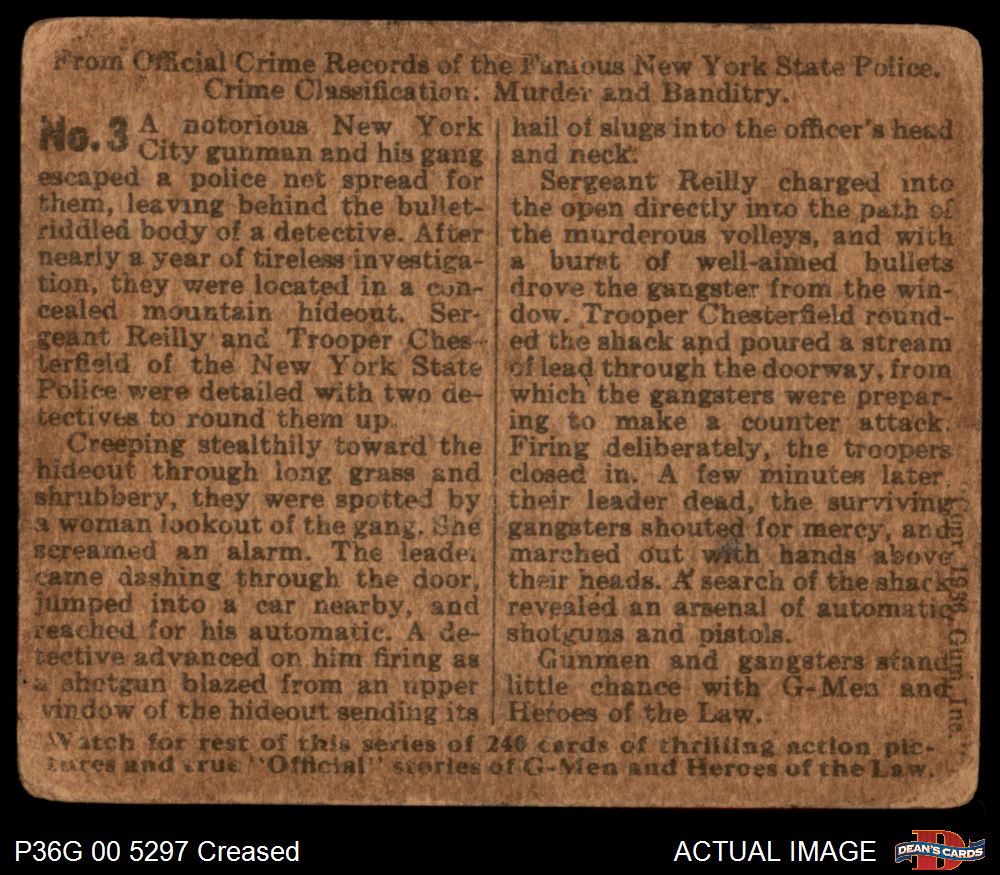 From Official Crime Records of the Famous New York State Police.
Crime Classification: Murder and Banditry.
No. 3 A notorious New York
City gunman and his gang
escaped a police net spread for
them, leaving behind the bullet-
riddled body of a detective. After
nearly a year of tireless investiga-
tion, they were located in a con-
cealed mountain hideout. Ser-
geant Reilly and Trooper Ches-
terfield of the New York State
Police were detailed with two de-
tectives to round them up.
Creeping stealthily toward the
hideout through long grass and
shrubbery, they were spotted by
a woman lookout of the gang. She
screamed an alarm. The leader
came dashing through the door,
jumped into a car nearby, and
reached for his automatic. A de-
tective advanced on him firing as
a shotgun blazed from an upper
window of the hideout sending its
hail of slugs into the officer's head
and neck.
Sergeant Reilly charged into
the open directly into the path of
the murderous volleys, and with
a burst of well-aimed bullets
drove the gangster from the win-
dow. Trooper Chesterfield round-
ed the shack and poured a stream
of lead through the doorway, from
which the gangsters were prepar-
ing to make a counter attack.
Firing deliberately, the troopers
closed in. A few minutes later,
their leader dead, the surviving
gangsters shouted for mercy, and
marched out with hands above
their heads. A search of the shack
revealed an arsenal of automatic
shotguns and pistols.
Gunmen and gangsters stand
little chance with G-Men and
Heroes of the Law.
1936, Gum, Inc.
Watch for rest of this series of 240 cards of thrilling action pic-
tures and true "Official" stories of G-Men and Heroes of the Law.
P36G 00 5297 Creased
ACTUAL IMAGE
D
DEAN'S CARDS